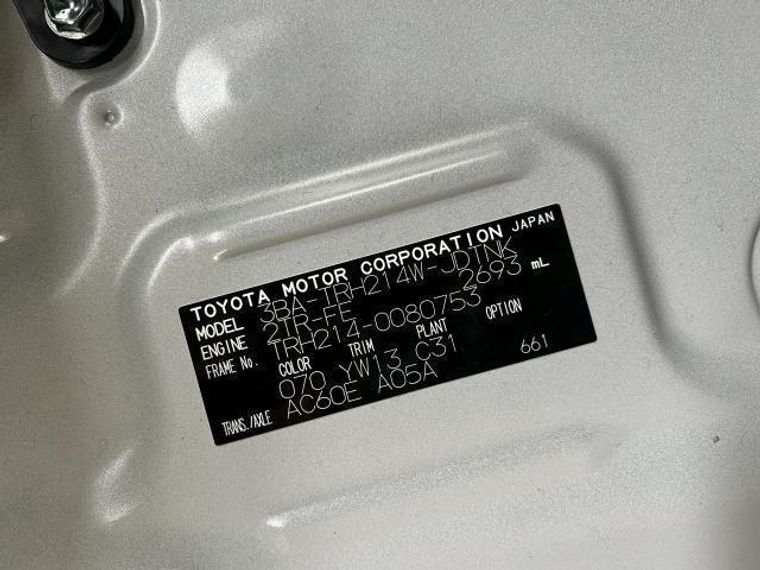 TOYOTA MOTOR CORPORATION JAPAN
MODEL 3BA-TRH214W-JDTNK
ENGINE 2TR-FE 2693 mL
FRAME No. TRH214-0080753
COLOR TRIM PLANT OPTION
070 YW13 C31 661
TRANS./AXLE AC60E A05A